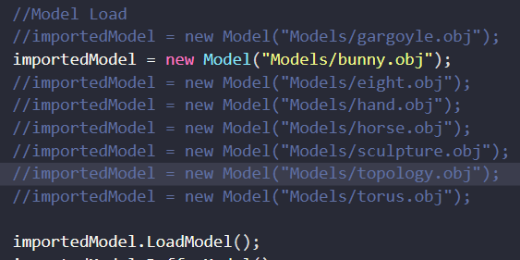 //Model Load
//importedModel = new Model("Models/gargoyle.obj");
importedModel = new Model("Models/bunny.obj");
//importedModel = new Model("Models/eight.obj");
//importedModel = new Model("Models/hand.obj");
//importedModel = new Model("Models/horse.obj");
//importedModel = new Model("Models/sculpture.obj");
//importedModel = new Model("Models/topology.obj");
//importedModel = new Model("Models/torus.obj");
importedModel.LoadModel();